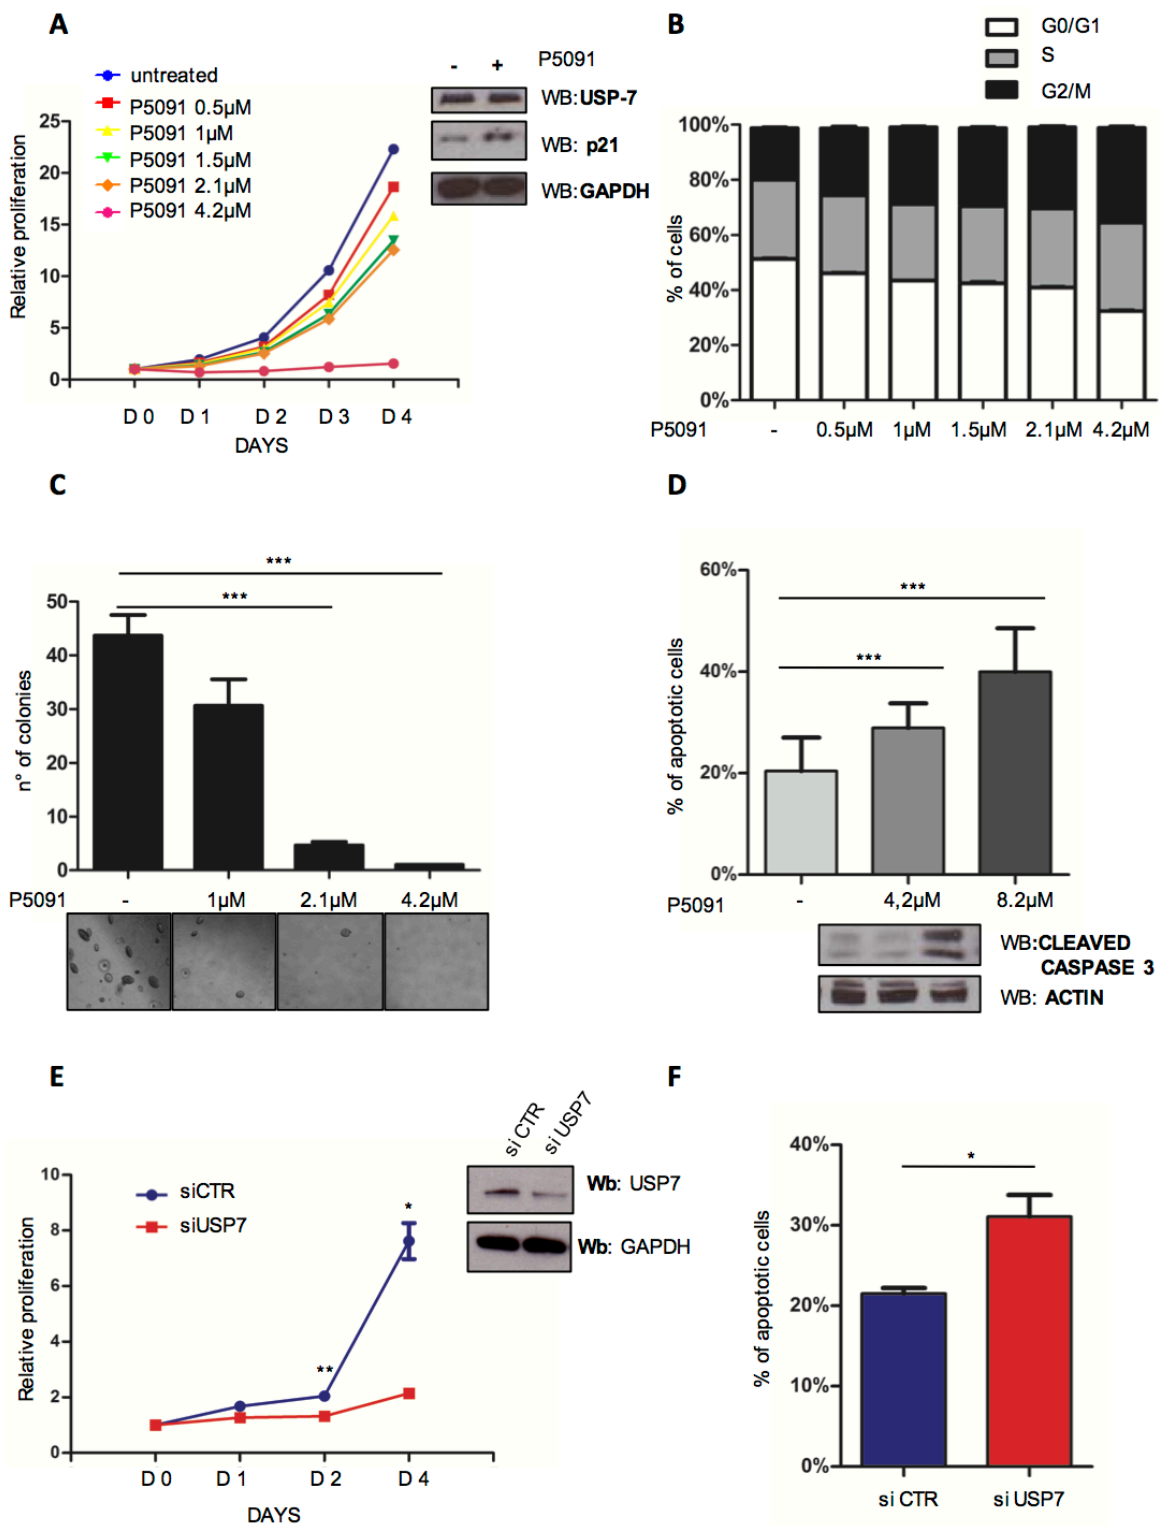 A
untreated
P5091 0.5µM
P5091 1µM
P5091 1.5µM
P5091 2.1µM
P5091 4.2µM
Relative proliferation
25
20
15
10
5
0
D 0 D 1 D 2 D 3 D 4
DAYS
- + P5091
WB:USP-7
WB: p21
WB:GAPDH
B
G0/G1
S
G2/M
% of cells
100%
80%
60%
40%
20%
0%
P5091 - 0.5µM 1µM 1.5µM 2.1µM 4.2µM
C
***
***
n° of colonies
50
40
30
20
10
0
P5091 - 1µM 2.1µM 4.2µM
D
% of apoptotic cells
60%
40%
20%
0%
***
***
P5091 - 4,2µM 8.2µM
WB:CLEAVED
CASPASE 3
WB: ACTIN
E
siCTR
siUSP7
Relative proliferation
10
8
6
4
2
0
**
*
D 0 D 1 D 2 D 4
DAYS
si CTR
si USP7
Wb: USP7
Wb: GAPDH
F
% of apoptotic cells
40%
30%
20%
10%
0%
*
si CTR si USP7